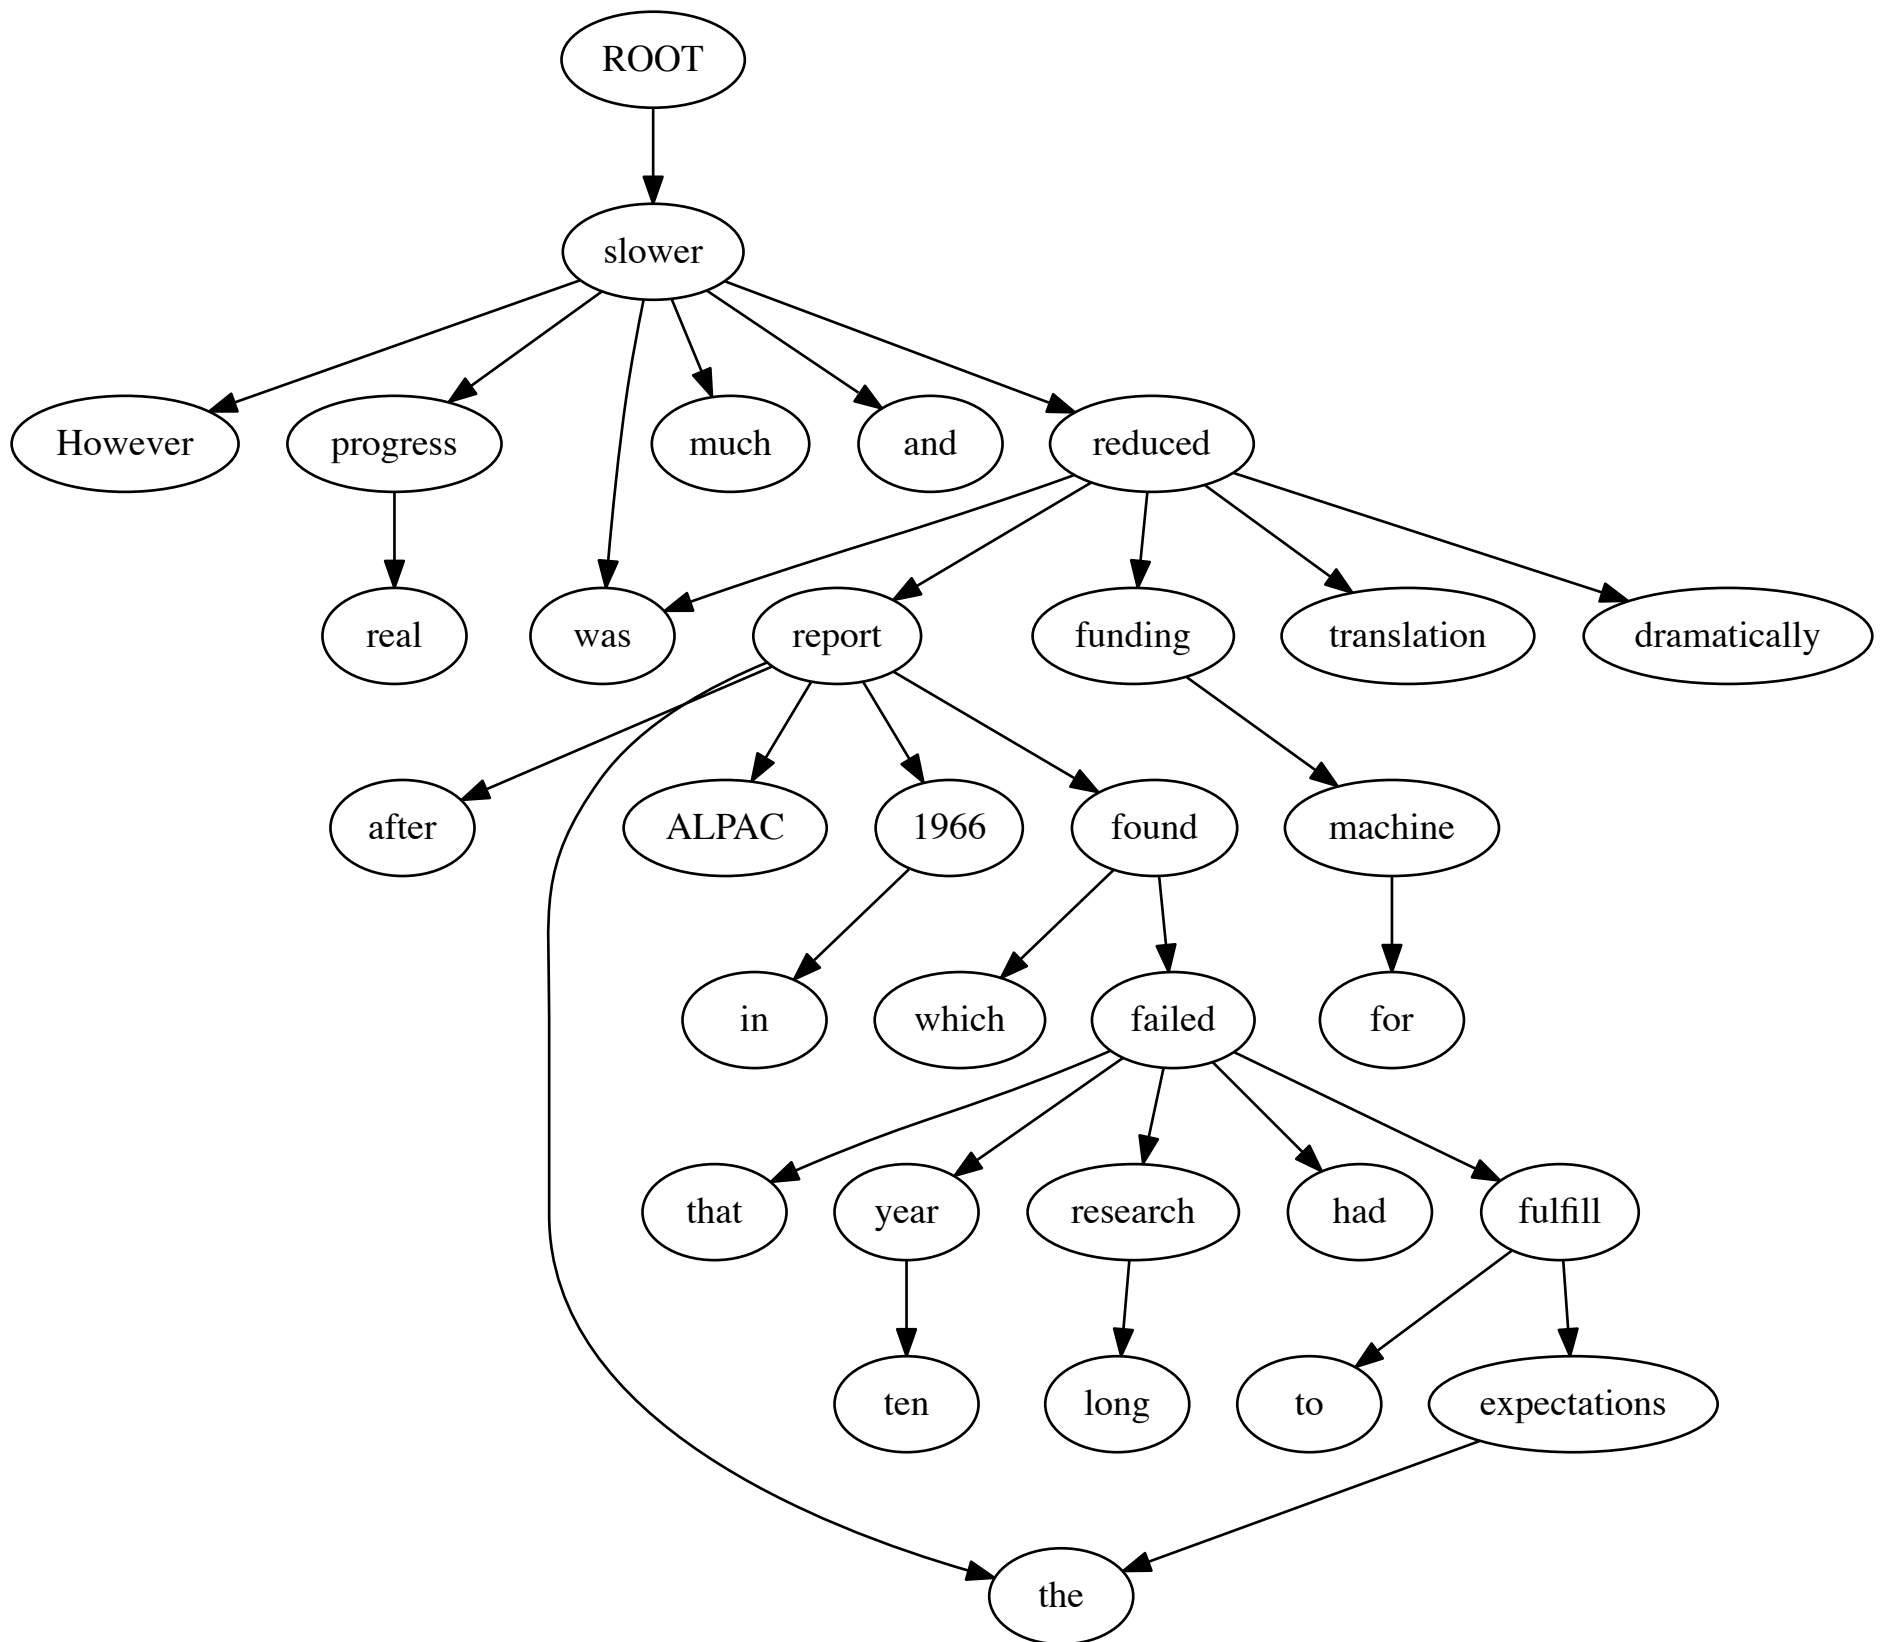 ROOT
slower
However
progress
much
and
reduced
real
was
report
funding
translation
dramatically
after
ALPAC
1966
found
machine
in
which
failed
for
that
year
research
had
fulfill
ten
long
to
expectations
the